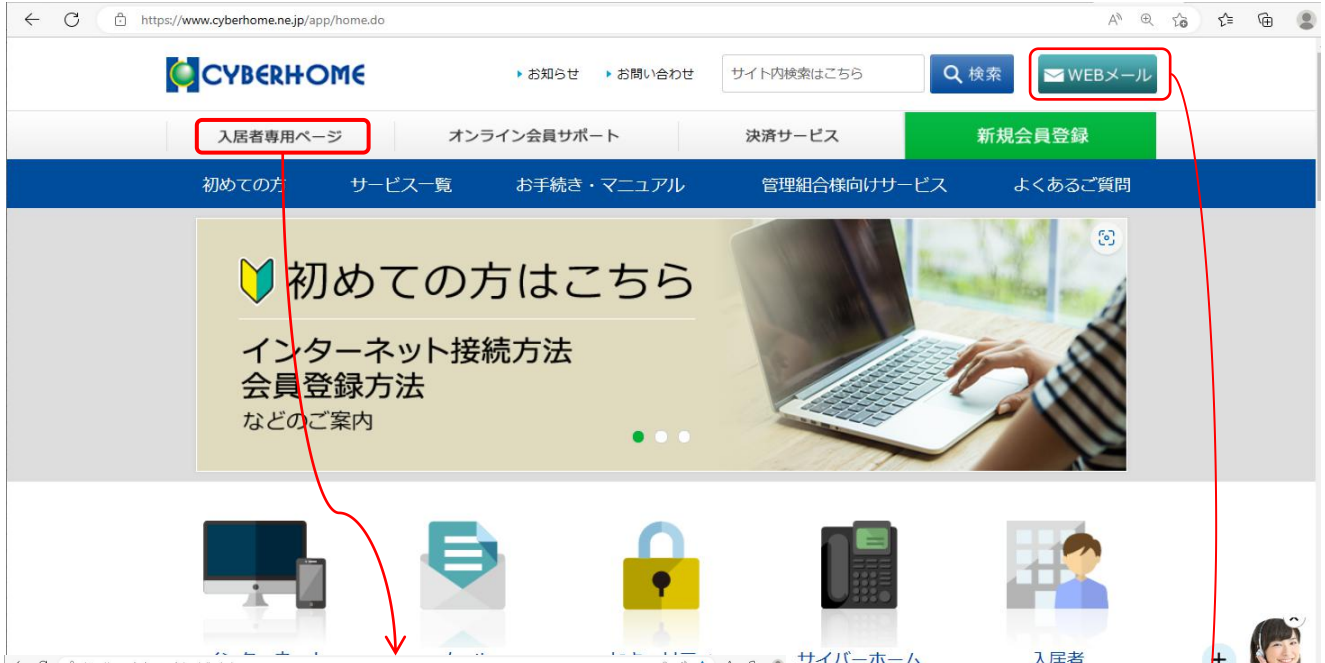 https://www.cyberhome.ne.jp/app/home.do
CYBERHOME
お知らせ
お問い合わせ
サイト内検索はこちら
検索
WEBメール
入居者専用ページ
オンライン会員サポート
決済サービス
新規会員登録
初めての方
サービス一覧
お手続き・マニュアル
管理組合様向けサービス
よくあるご質問
初めての方はこちら
インターネット接続方法
会員登録方法
などのご案内
サイバーホーム
入居者